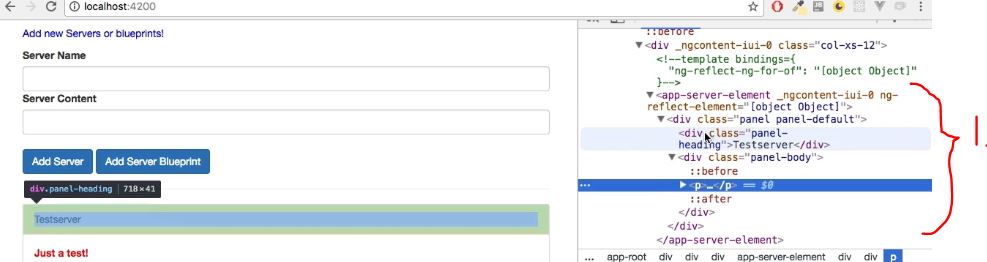 localhost:4200
Add new Servers or blueprints!
Server Name
Server Content
Add Server Add Server Blueprint
div.panel-heading | 718×41
Testserver
Just a test!
::before
▼<div _ngcontent-iui-0 class="col-xs-12">
<!--template bindings={
"ng-reflect-ng-for-of": "[object Object]"
}-->
▼<app-server-element _ngcontent-iui-0 ng-
reflect-element="[object Object]">
▼<div class="panel panel-default">
<div class="panel-
heading">Testserver</div>
▼<div class="panel-body">
::before
… ▶<p>…</p> == $0
::after
</div>
</div>
</app-server-element>
... app-root div div div app-server-element div div p
1.